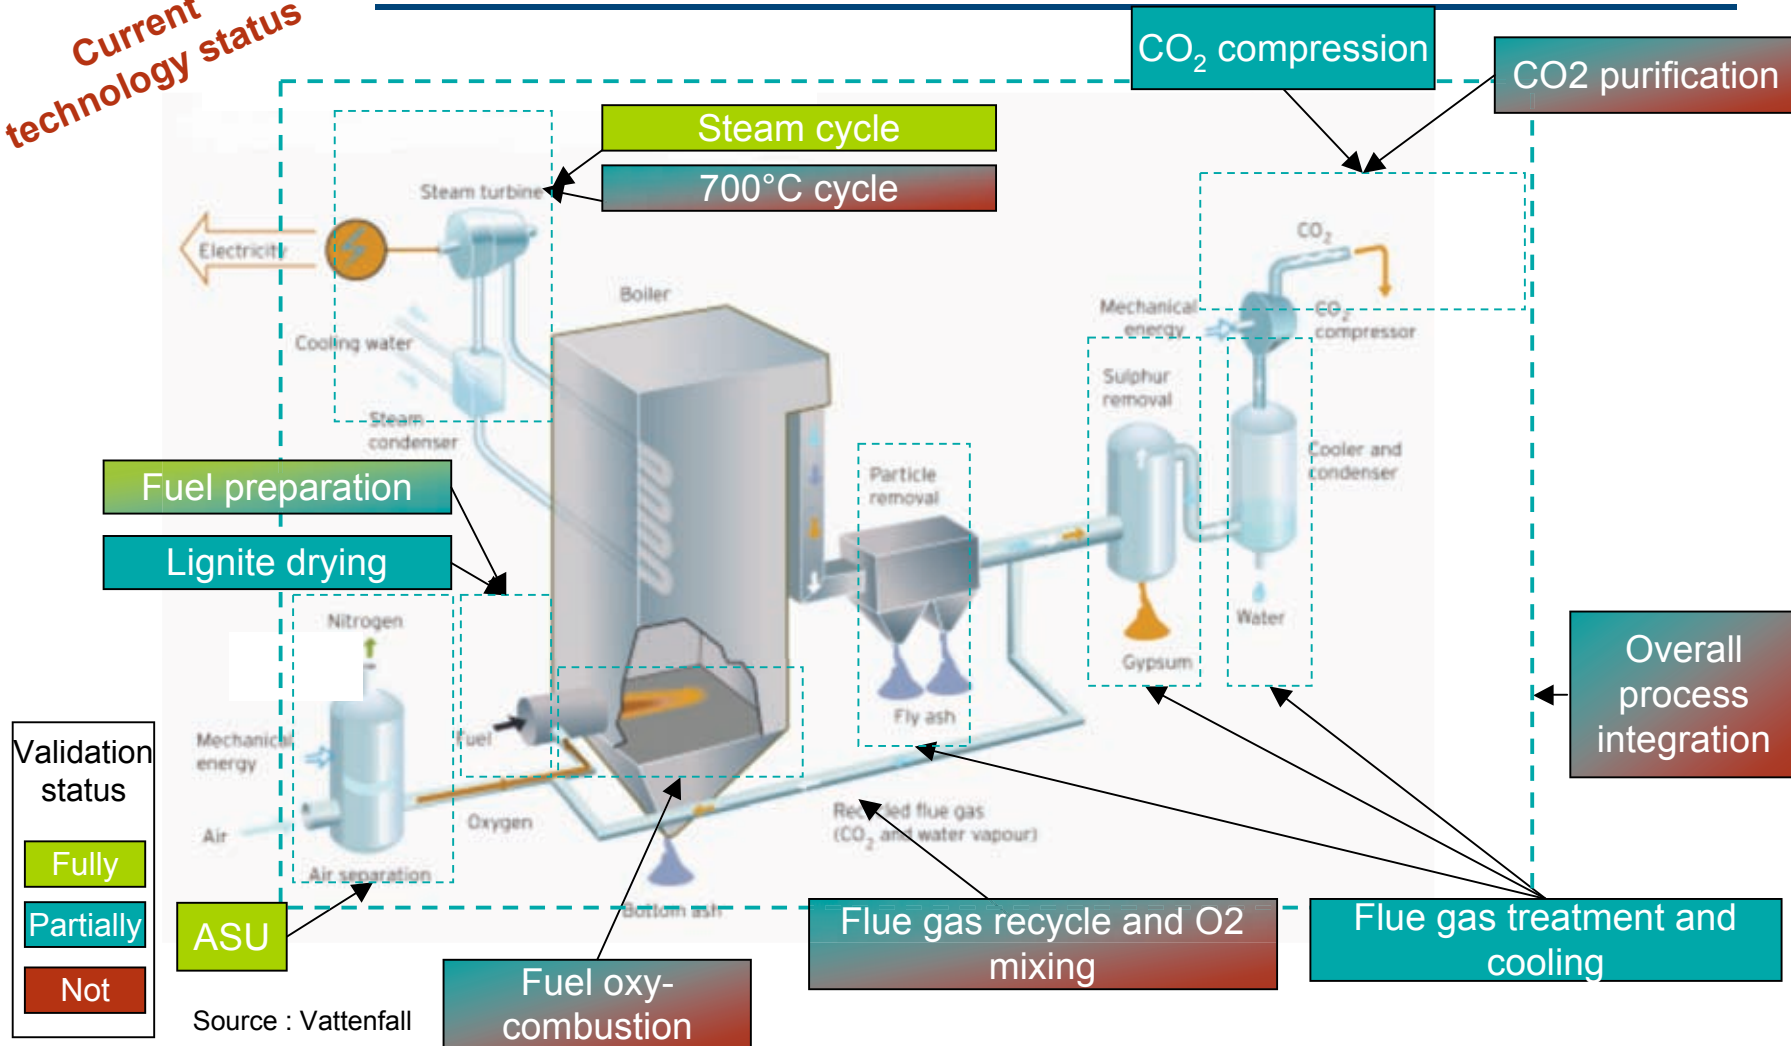 Current
technology status
CO₂ compression
CO2 purification
Steam cycle
700°C cycle
Steam turbine
Electricity
Boiler
CO₂
Mechanical
energy
CO₂
compressor
Cooling water
Sulphur
removal
Steam
condenser
Cooler and
condenser
Particle
removal
Fuel preparation
Lignite drying
Nitrogen
Water
Gypsum
Overall
process
integration
Fly ash
Fuel
Mechanical
energy
Validation
status
Fully
Partially
Not
Air
Oxygen
Recycled flue gas
(CO₂ and water vapour)
Air separation
Bottom ash
ASU
Flue gas recycle and O2
mixing
Flue gas treatment and
cooling
Fuel oxy-
combustion
Source : Vattenfall